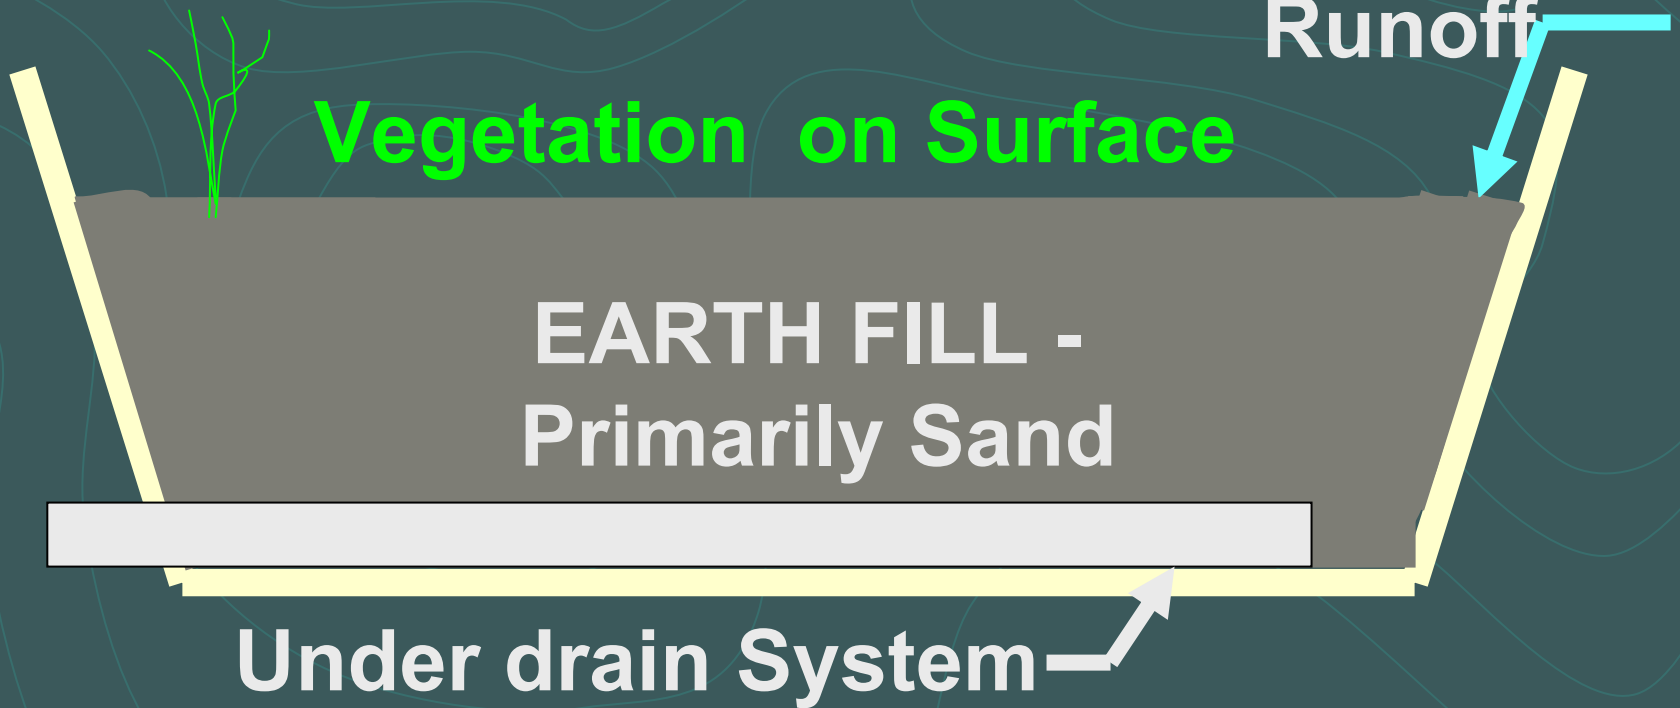 Runoff
Vegetation on Surface
EARTH FILL -
Primarily Sand
Under drain System